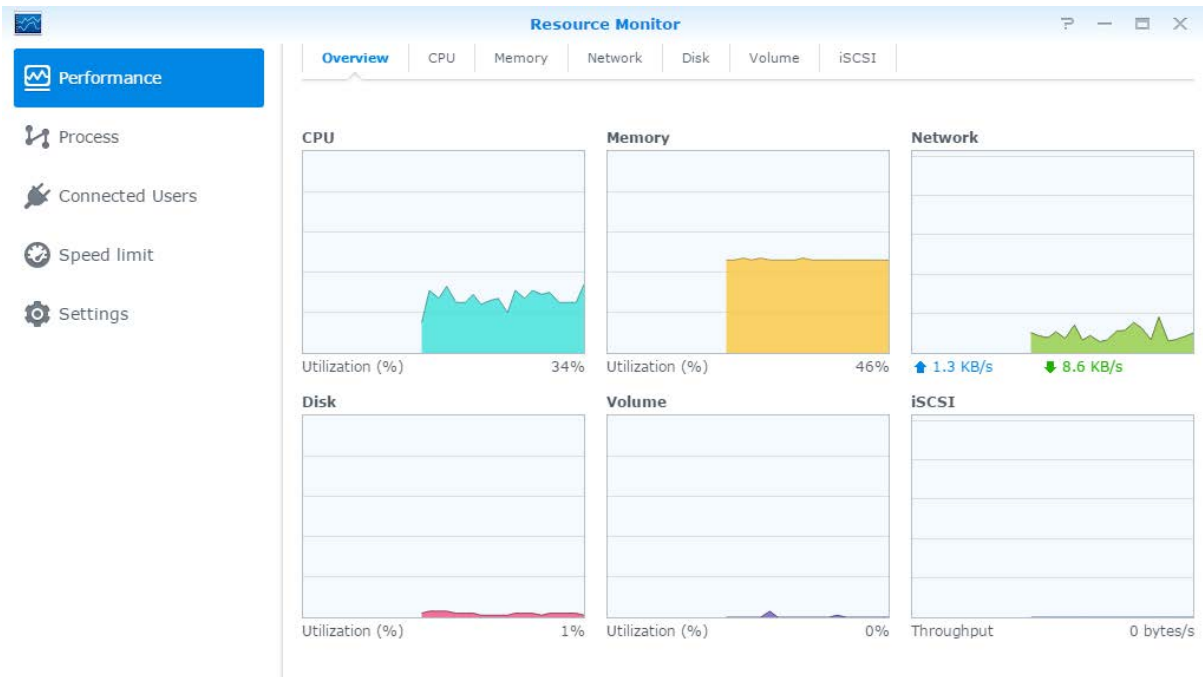 Resource Monitor
Performance
Process
Connected Users
Speed limit
Settings
Overview CPU Memory Network Disk Volume iSCSI
CPU Memory Network
Utilization (%) 34% Utilization (%) 46% 1.3 KB/s 8.6 KB/s
Disk Volume iSCSI
Utilization (%) 1% Utilization (%) 0% Throughput 0 bytes/s